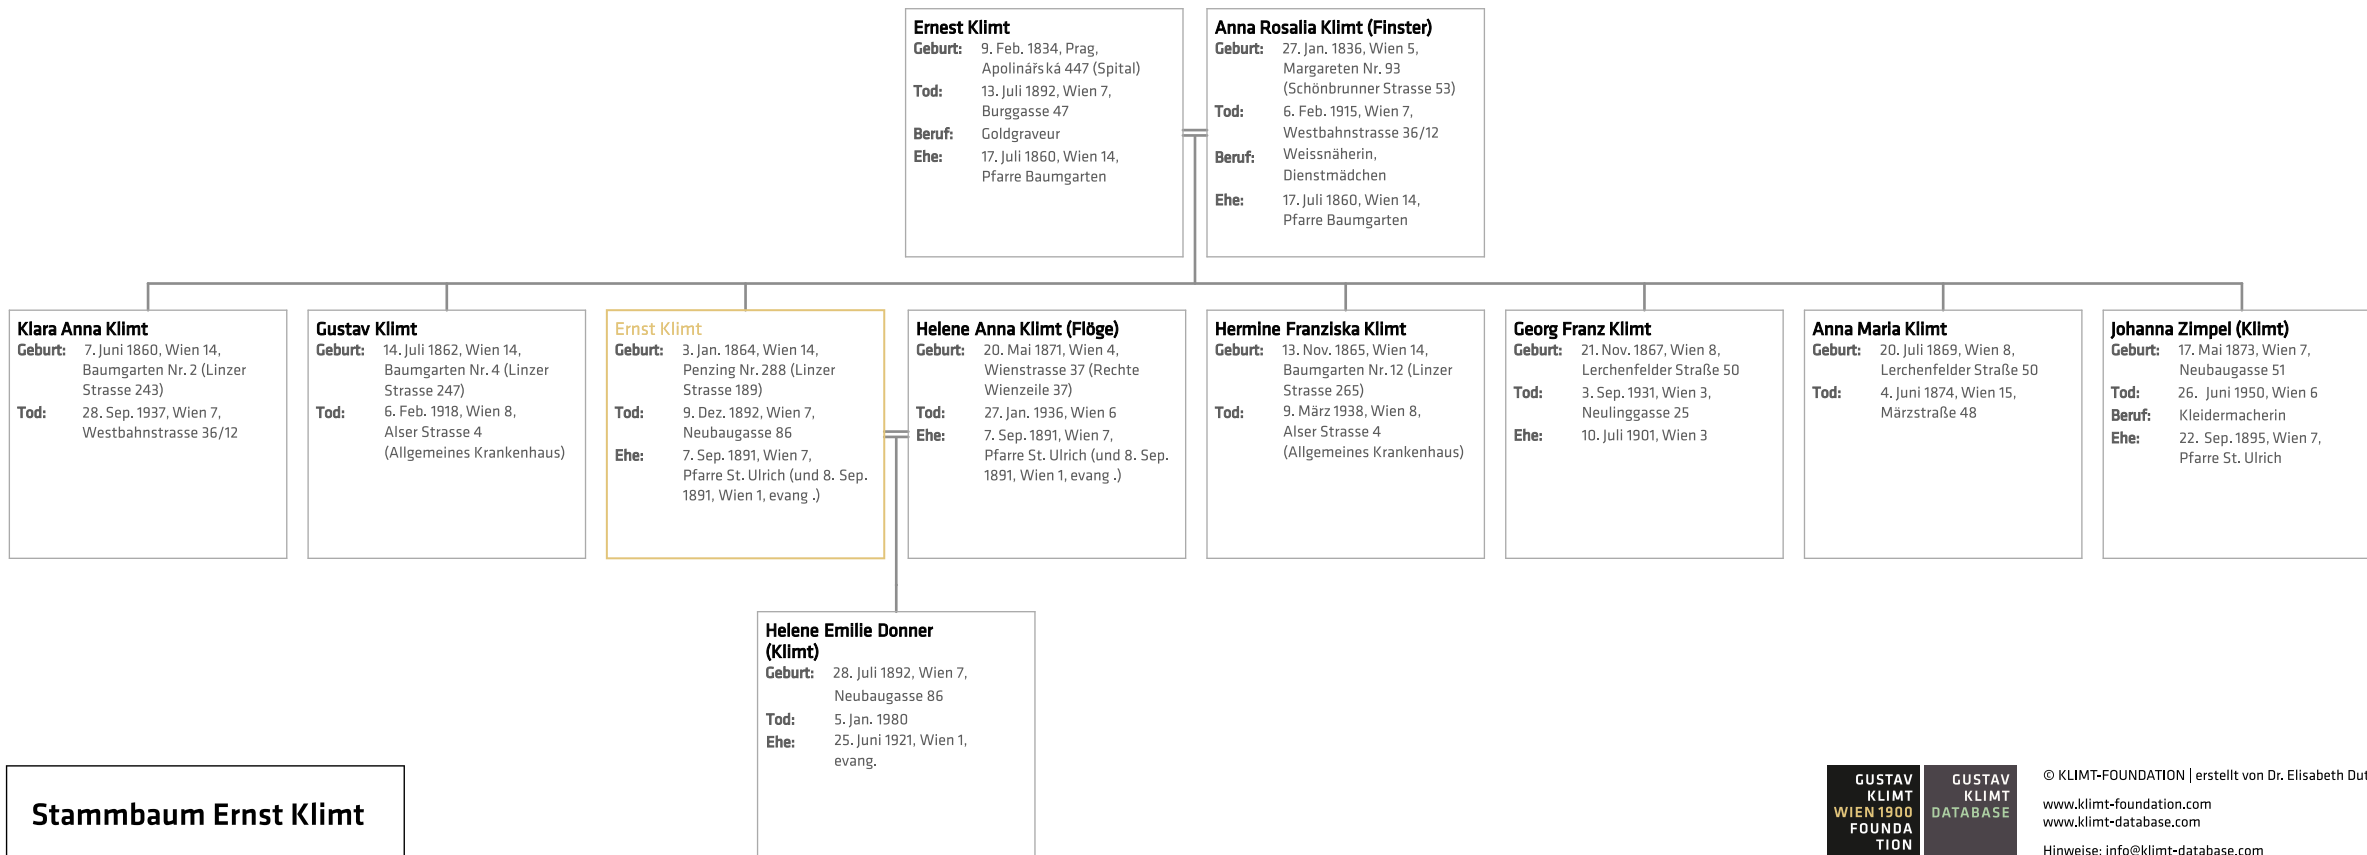 Ernest Klimt
Geburt: 9. Feb. 1834, Prag,
Apolinářská 447 (Spital)
Tod: 13. Juli 1892, Wien 7,
Burggasse 47
Beruf: Goldgraveur
Ehe: 17. Juli 1860, Wien 14,
Pfarre Baumgarten
Anna Rosalia Klimt (Finster)
Geburt: 27. Jan. 1836, Wien 5,
Margareten Nr. 93
(Schönbrunner Strasse 53)
Tod: 6. Feb. 1915, Wien 7,
Westbahnstrasse 36/12
Beruf: Weissnäherin,
Dienstmädchen
Ehe: 17. Juli 1860, Wien 14,
Pfarre Baumgarten
Klara Anna Klimt
Geburt: 7. Juni 1860, Wien 14,
Baumgarten Nr. 2 (Linzer
Strasse 243)
Tod: 28. Sep. 1937, Wien 7,
Westbahnstrasse 36/12
Gustav Klimt
Geburt: 14. Juli 1862, Wien 14,
Baumgarten Nr. 4 (Linzer
Strasse 247)
Tod: 6. Feb. 1918, Wien 8,
Alser Strasse 4
(Allgemeines Krankenhaus)
Ernst Klimt
Geburt: 3. Jan. 1864, Wien 14,
Penzing Nr. 288 (Linzer
Strasse 189)
Tod: 9. Dez. 1892, Wien 7,
Neubaugasse 86
Ehe: 7. Sep. 1891, Wien 7,
Pfarre St. Ulrich (und 8. Sep.
1891, Wien 1, evang .)
Helene Anna Klimt (Flöge)
Geburt: 20. Mai 1871, Wien 4,
Wienstrasse 37 (Rechte
Wienzeile 37)
Tod: 27. Jan. 1936, Wien 6
Ehe: 7. Sep. 1891, Wien 7,
Pfarre St. Ulrich (und 8. Sep.
1891, Wien 1, evang .)
Hermine Franziska Klimt
Geburt: 13. Nov. 1865, Wien 14,
Baumgarten Nr. 12 (Linzer
Strasse 265)
Tod: 9. März 1938, Wien 8,
Alser Strasse 4
(Allgemeines Krankenhaus)
Georg Franz Klimt
Geburt: 21. Nov. 1867, Wien 8,
Lerchenfelder Straße 50
Tod: 3. Sep. 1931, Wien 3,
Neulinggasse 25
Ehe: 10. Juli 1901, Wien 3
Anna Maria Klimt
Geburt: 20. Juli 1869, Wien 8,
Lerchenfelder Straße 50
Tod: 4. Juni 1874, Wien 15,
Märzstraße 48
Johanna Zimpel (Klimt)
Geburt: 17. Mai 1873, Wien 7,
Neubaugasse 51
Tod: 26. Juni 1950, Wien 6
Beruf: Kleidermacherin
Ehe: 22. Sep. 1895, Wien 7,
Pfarre St. Ulrich
Helene Emilie Donner
(Klimt)
Geburt: 28. Juli 1892, Wien 7,
Neubaugasse 86
Tod: 5. Jan. 1980
Ehe: 25. Juni 1921, Wien 1,
evang.
Stammbaum Ernst Klimt
GUSTAV
KLIMT
WIEN 1900
FOUNDA
TION
GUSTAV
KLIMT
DATABASE
© KLIMT-FOUNDATION | erstellt von Dr. Elisabeth Dut
www.klimt-foundation.com
www.klimt-database.com
Hinweise: info@klimt-database.com